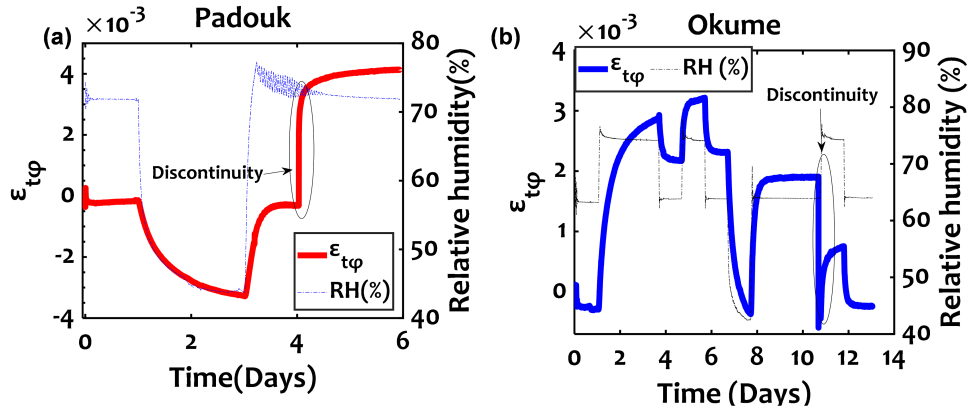 Padouk
(a)
×10⁻³
4
2
0
-2
-4
ε_tφ
80
70
60
50
40
Relative humidity(%)
Discontinuity
ε_tφ
RH(%)
0 2 4 6
Time(Days)
Okume
(b)
×10⁻³
4
3
2
1
0
ε_tφ
90
80
70
60
50
40
Relative humidity (%)
ε_tφ RH (%)
Discontinuity
0 2 4 6 8 10 12 14
Time (Days)